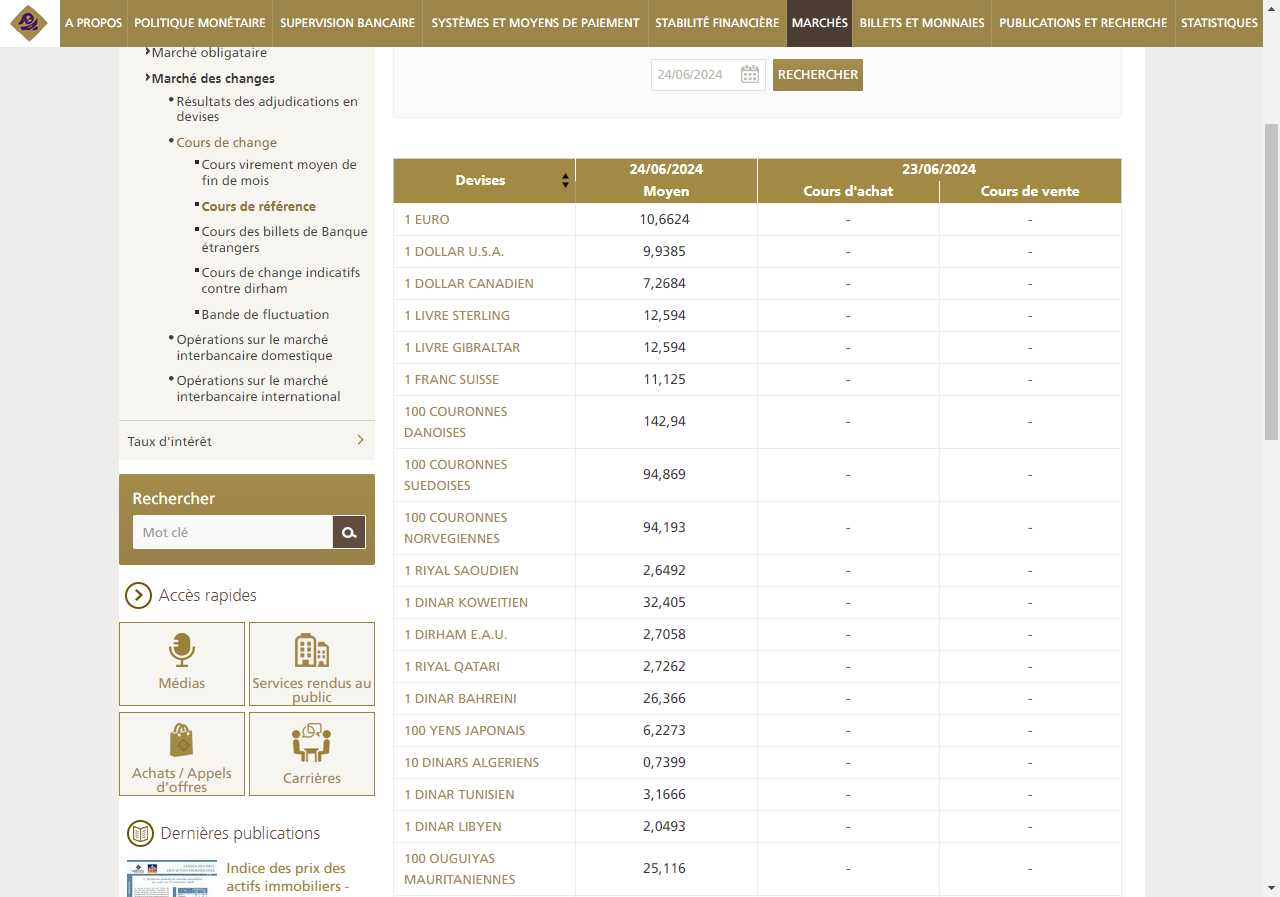 A PROPOS
POLITIQUE MONÉTAIRE
SUPERVISION BANCAIRE
SYSTÈMES ET MOYENS DE PAIEMENT
STABILITÉ FINANCIÈRE
MARCHÉS
BILLETS ET MONNAIES
PUBLICATIONS ET RECHERCHE
STATISTIQUES
Marché obligataire
Marché des changes
Résultats des adjudications en
devises
Cours de change
Cours virement moyen de
fin de mois
Cours de référence
Cours des billets de Banque
étrangers
Cours de change indicatifs
contre dirham
Bande de fluctuation
Opérations sur le marché
interbancaire domestique
Opérations sur le marché
interbancaire international
Taux d'intérêt
Rechercher
Mot clé
Accès rapides
Médias
Services rendus au
public
Achats / Appels
d'offres
Carrières
Dernières publications
Indice des prix des
actifs immobiliers -
24/06/2024
RECHERCHER
Devises 24/06/2024 23/06/2024
Moyen Cours d'achat Cours de vente
1 EURO 10,6624 - -
1 DOLLAR U.S.A. 9,9385 - -
1 DOLLAR CANADIEN 7,2684 - -
1 LIVRE STERLING 12,594 - -
1 LIVRE GIBRALTAR 12,594 - -
1 FRANC SUISSE 11,125 - -
100 COURONNES
DANOISES 142,94 - -
100 COURONNES
SUEDOISES 94,869 - -
100 COURONNES
NORVEGIENNES 94,193 - -
1 RIYAL SAOUDIEN 2,6492 - -
1 DINAR KOWEITIEN 32,405 - -
1 DIRHAM E.A.U. 2,7058 - -
1 RIYAL QATARI 2,7262 - -
1 DINAR BAHREINI 26,366 - -
100 YENS JAPONAIS 6,2273 - -
10 DINARS ALGERIENS 0,7399 - -
1 DINAR TUNISIEN 3,1666 - -
1 DINAR LIBYEN 2,0493 - -
100 OUGUIYAS
MAURITANIENNES 25,116 - -